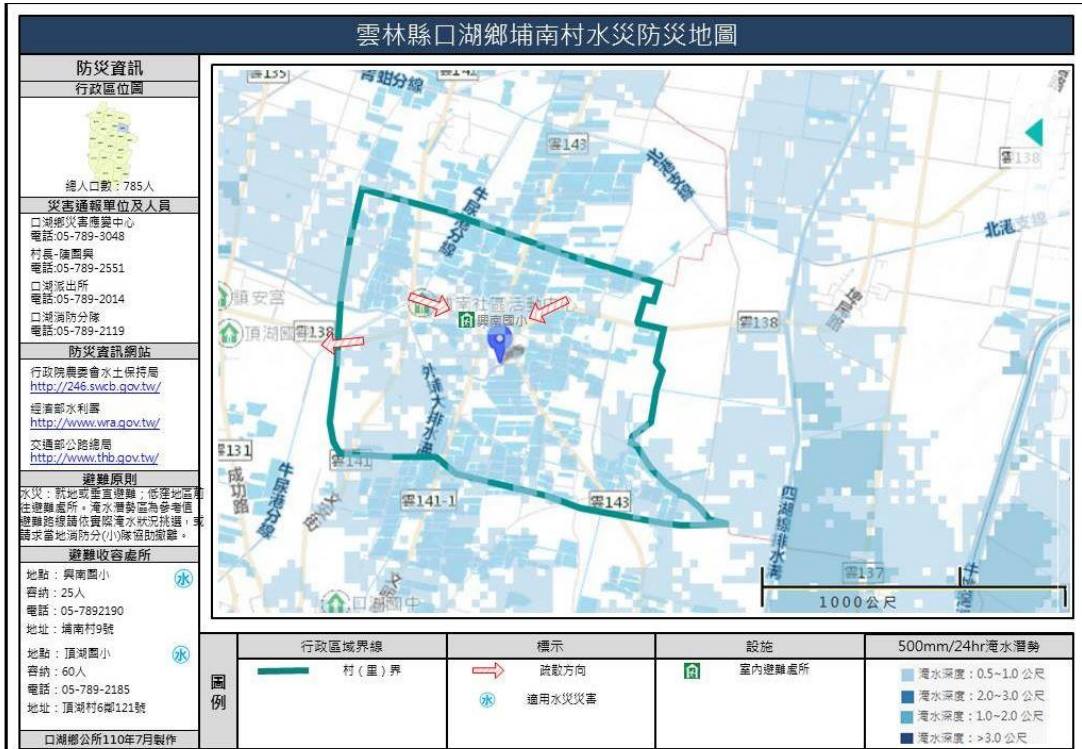 雲林縣口湖鄉埔南村水災防災地圖
防災資訊
行政區位圖
總人口數：785人
災害通報單位及人員
口湖鄉災害應變中心
電話:05-789-3048
電話:05-789-2551
口湖派出所
電話:05-789-2014
口湖消防分隊
電話:05-789-2119
防災資訊網站
行政院農委會水土保持局
http://246.swcb.gov.tw/
經濟部水利署
http://www.wra.gov.tw/
交通部公路總局
http://www.thb.gov.tw/
避難原則
水災：就地或垂直避難；低窪地區前
往避難處所。淹水潛勢區為參考值
避難路線請依實際淹水狀況挑選，或
請求當地消防分(小)隊協助撤離。
避難收容處所
地點：興南國小
水
容納：25人
電話：05-7892190
地址：埔南村9號
地點：頂湖國小
水
容納：60人
電話：05-789-2185
地址：頂湖村6鄰121號
口湖鄉公所110年7月製作
雲135
雲143
雲138
牛尿港分線
北港支線
順安宮
南社區活動中心
興南國小
頂湖國
雲138
雲138
外埔大排水溝
雲131
雲141
成功路
牛尿港分線
雲141-1
雲143
四湖線排水溝
雲137
口湖國中
1000公尺
圖例
行政區域界線
標示
設施
500mm/24hr淹水潛勢
村（里）界
疏散方向
水
適用水災災害
室內避難處所
淹水深度：0.5~1.0 公尺
淹水深度：2.0~3.0 公尺
淹水深度：1.0~2.0 公尺
淹水深度：>3.0 公尺